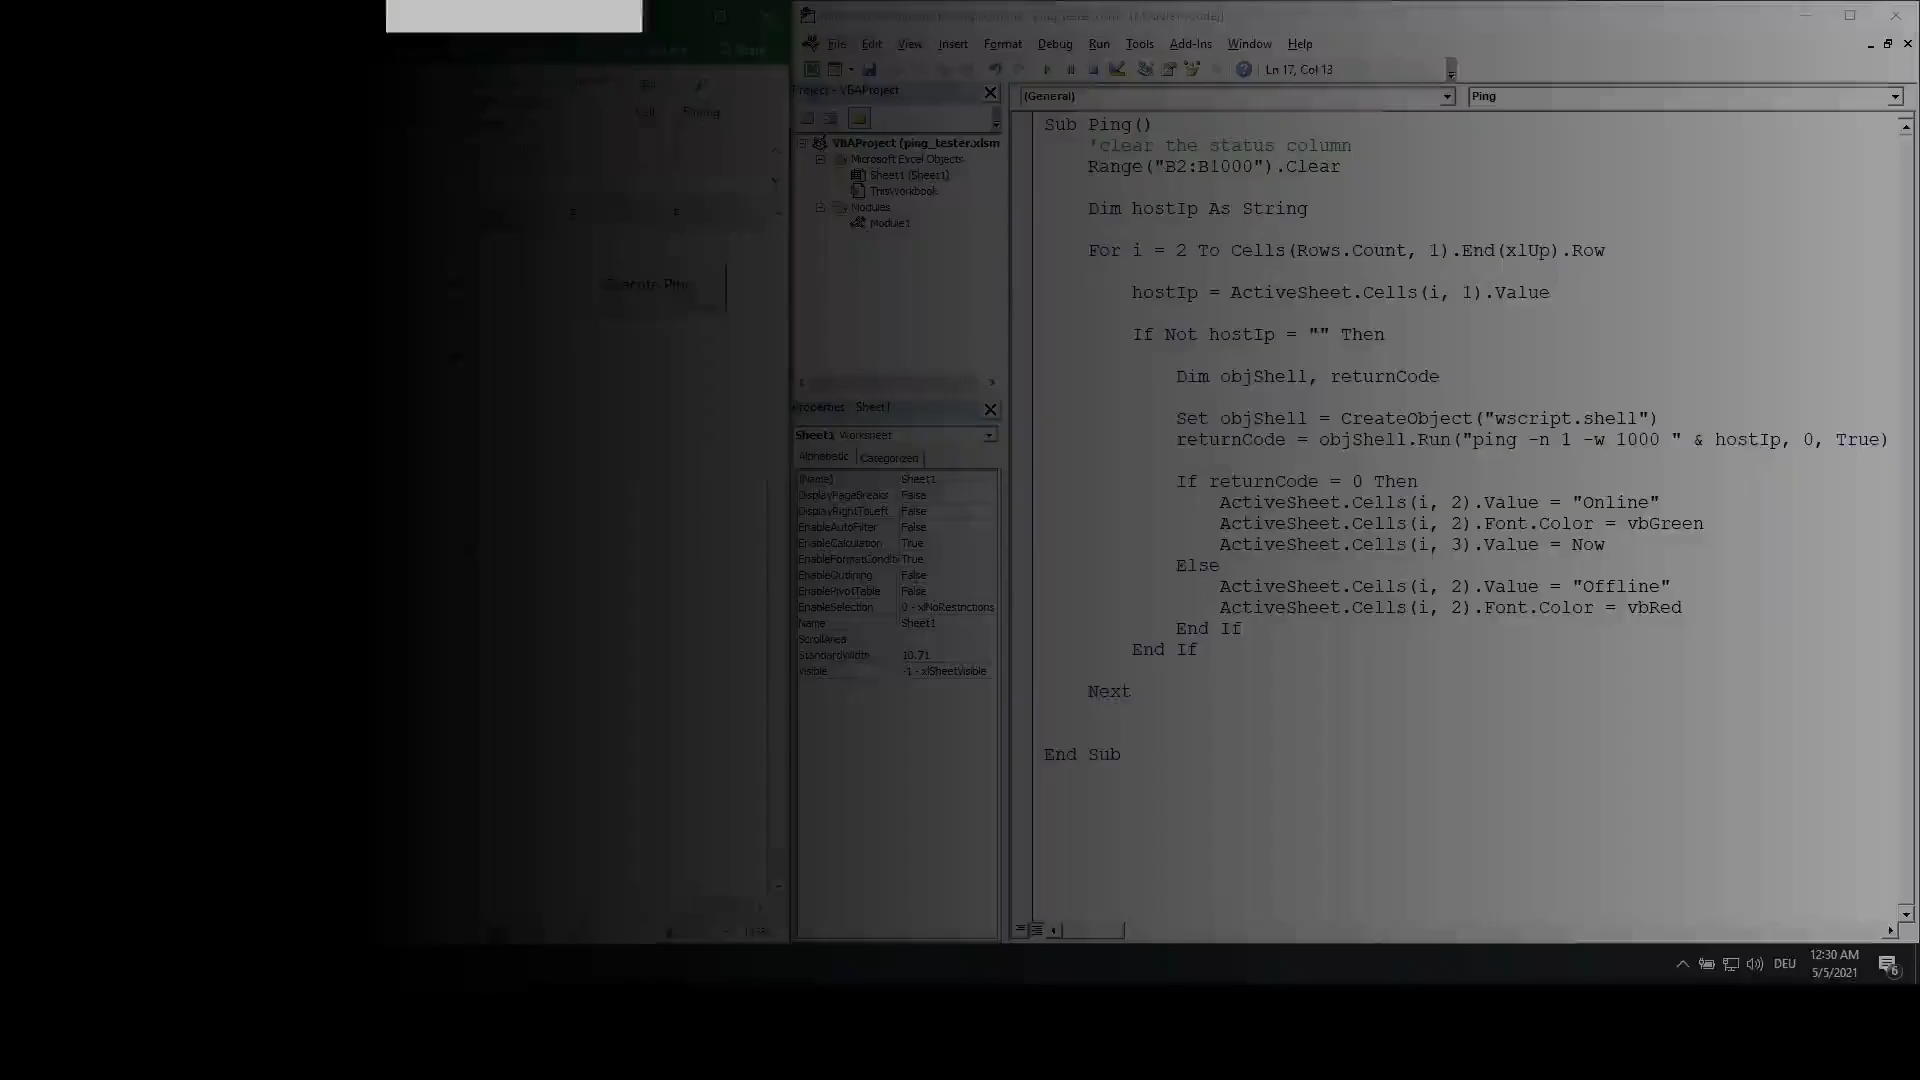 File Edit View Insert Format Debug Run Tools Add-Ins Window Help
Ln 17, Col 13
Project - VBAProject
VBAProject (ping_tester.xlsm
Microsoft Excel Objects
Sheet1 (Sheet1)
ThisWorkbook
Modules
Module1
Execute Ping
Properties - Sheet1
Sheet1 Worksheet
Alphabetic Categorized
(Name) Sheet1
DisplayPageBreaks False
DisplayRightToLeft False
EnableAutoFilter False
EnableCalculation True
EnableFormatConditi True
EnableOutlining False
EnablePivotTable False
EnableSelection 0 - xlNoRestrictions
Name Sheet1
ScrollArea
StandardWidth 10.71
Visible -1 - xlSheetVisible
(General) Ping
Sub Ping()
'clear the status column
Range("B2:B1000").Clear
Dim hostIp As String
For i = 2 To Cells(Rows.Count, 1).End(xlUp).Row
hostIp = ActiveSheet.Cells(i, 1).Value
If Not hostIp = "" Then
Dim objShell, returnCode
Set objShell = CreateObject("wscript.shell")
returnCode = objShell.Run("ping -n 1 -w 1000 " & hostIp, 0, True)
If returnCode = 0 Then
ActiveSheet.Cells(i, 2).Value = "Online"
ActiveSheet.Cells(i, 2).Font.Color = vbGreen
ActiveSheet.Cells(i, 3).Value = Now
Else
ActiveSheet.Cells(i, 2).Value = "Offline"
ActiveSheet.Cells(i, 2).Font.Color = vbRed
End If
End If
Next
End Sub
DEU
12:30 AM
5/5/2021
6